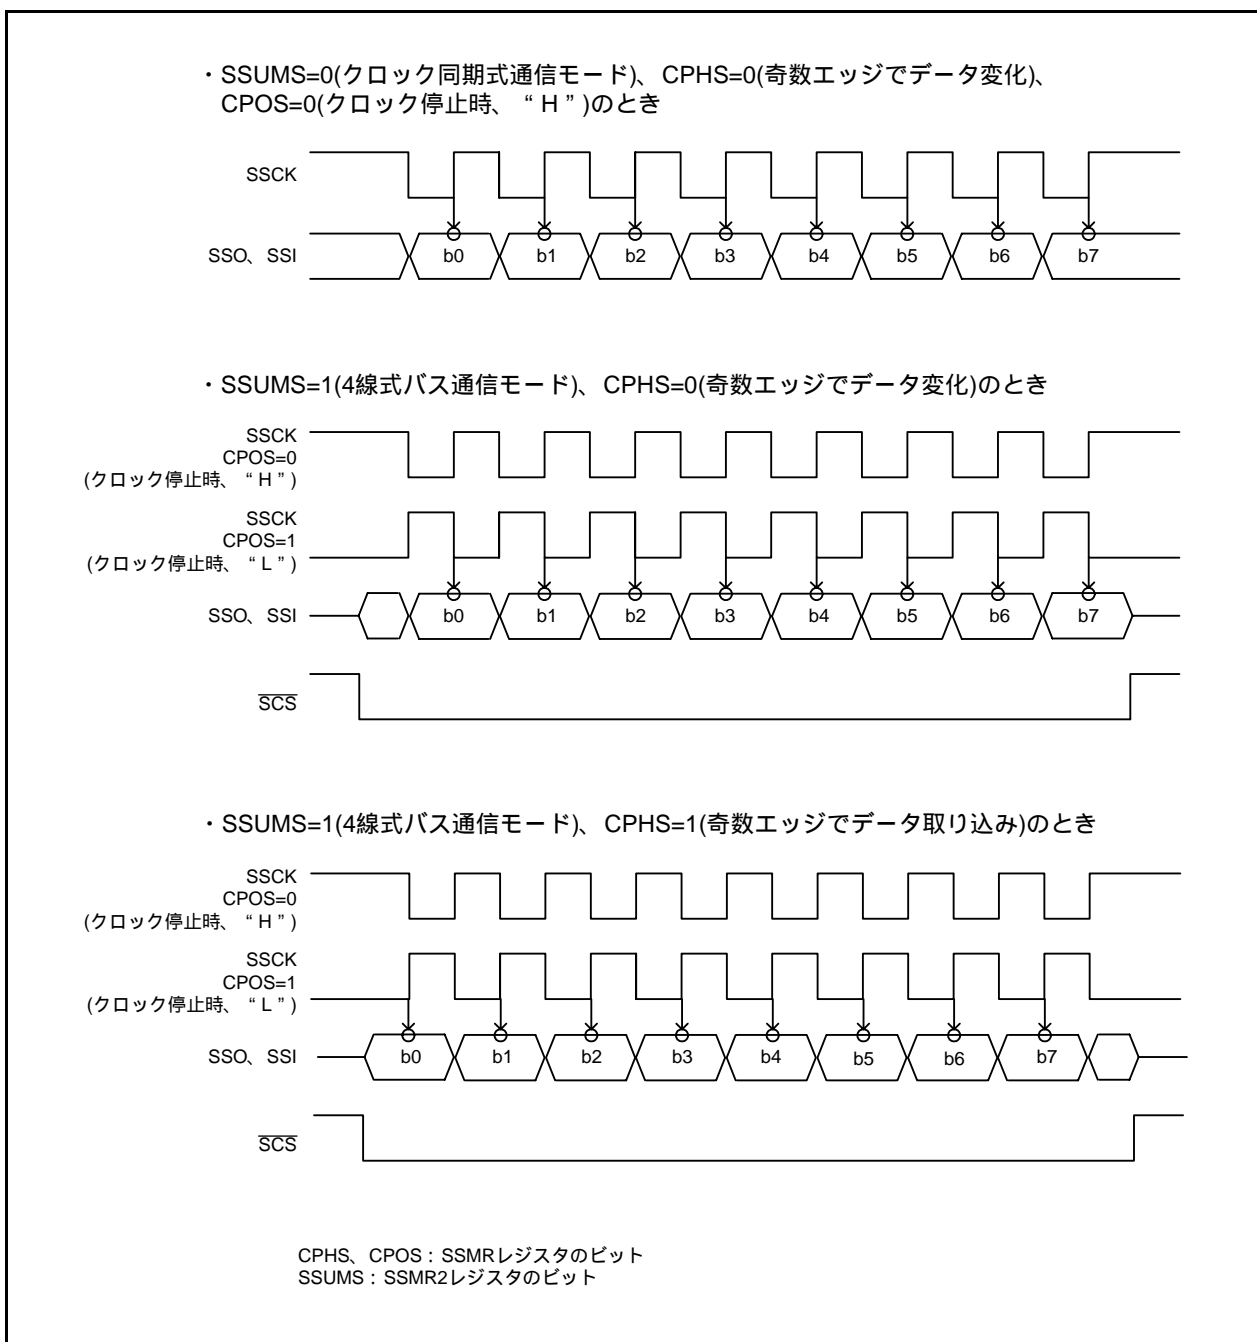 ・SSUMS=0(クロック同期式通信モード)、CPHS=0(奇数エッジでデータ変化)、
CPOS=0(クロック停止時、“H”)のとき
SSCK
SSO、SSI
b0 b1 b2 b3 b4 b5 b6 b7
・SSUMS=1(4線式バス通信モード)、CPHS=0(奇数エッジでデータ変化)のとき
SSCK
CPOS=0
(クロック停止時、“H”)
SSCK
CPOS=1
(クロック停止時、“L”)
SSO、SSI
b0 b1 b2 b3 b4 b5 b6 b7
SCS
・SSUMS=1(4線式バス通信モード)、CPHS=1(奇数エッジでデータ取り込み)のとき
SSCK
CPOS=0
(クロック停止時、“H”)
SSCK
CPOS=1
(クロック停止時、“L”)
SSO、SSI
b0 b1 b2 b3 b4 b5 b6 b7
SCS
CPHS、CPOS：SSMRレジスタのビット
SSUMS：SSMR2レジスタのビット